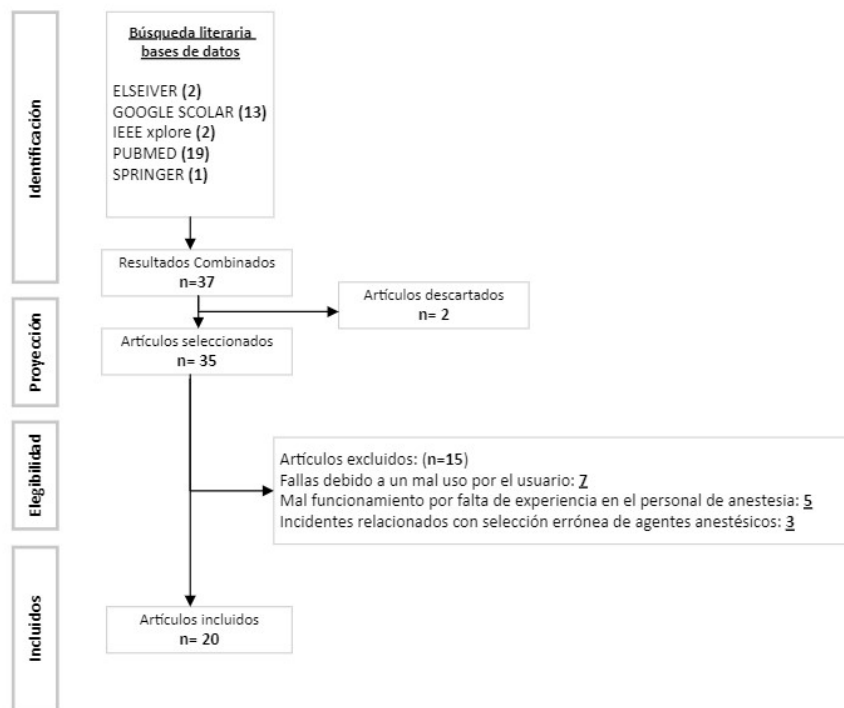 Identificación
Búsqueda literaria
bases de datos
ELSEIVER (2)
GOOGLE SCOLAR (13)
IEEE xplore (2)
PUBMED (19)
SPRINGER (1)
Resultados Combinados
n=37
Proyección
Artículos descartados
n= 2
Artículos seleccionados
n= 35
Elegibilidad
Artículos excluidos: (n=15)
Fallas debido a un mal uso por el usuario: 7
Mal funcionamiento por falta de experiencia en el personal de anestesia: 5
Incidentes relacionados con selección errónea de agentes anestésicos: 3
Incluidos
Artículos incluidos
n= 20